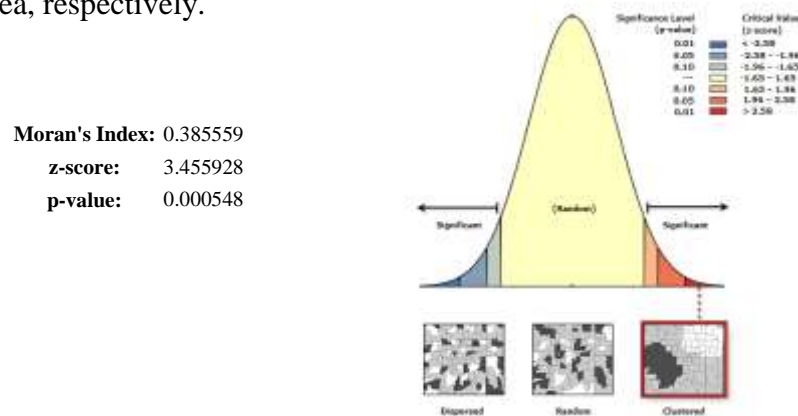 ea, respectively.
Moran's Index: 0.385559
z-score: 3.455928
p-value: 0.000548
Significance Level
(p-value)
Critical Value
(z-score)
0.01 < -2.58
0.05 -2.58 - -1.96
0.10 -1.96 - -1.65
--- -1.65 - 1.65
0.10 1.65 - 1.96
0.05 1.96 - 2.58
0.01 > 2.58
(Random)
Significant
Significant
Dispersed
Random
Clustered